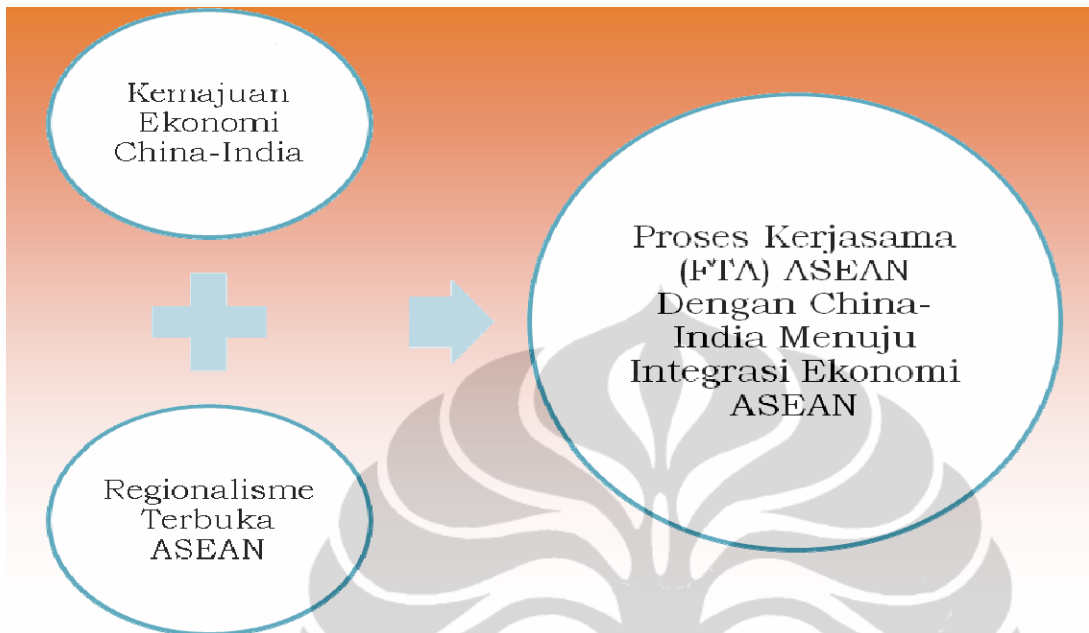 Kemajuan
Ekonomi
China-India
Regionalisme
Terbuka
ASEAN
Proses Kerjasama
(FTA) ASEAN
Dengan China-
India Menuju
Integrasi Ekonomi
ASEAN